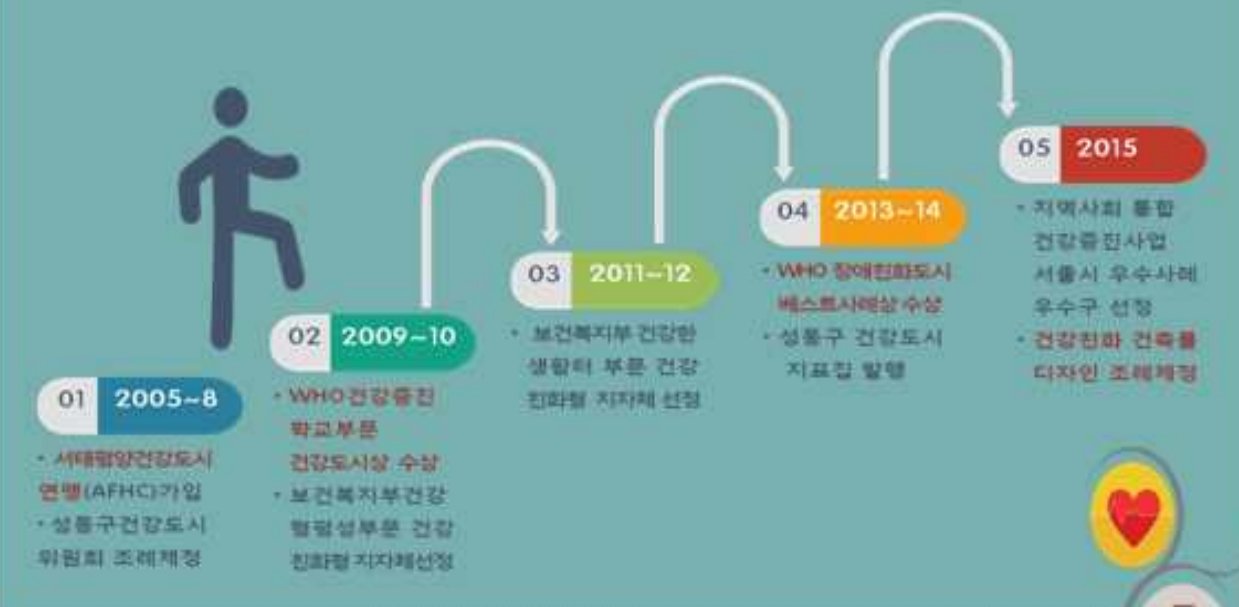 01 2005~8
• 서태평양건강도시
연맹(AFHC)가입
• 성동구건강도시
위원회 조례제정
02 2009~10
• WHO건강증진
학교부문
건강도시상 수상
• 보건복지부건강
형평성부문 건강
친화형 지자체선정
03 2011~12
• 보건복지부 건강한
생활터 부문 건강
친화형 지자체 선정
04 2013~14
• WHO 장애친화도시
베스트사례상 수상
• 성동구 건강도시
지표집 발행
05 2015
• 지역사회 통합
건강증진사업
서울시 우수사례
우수구 선정
• 건강친화 건축물
디자인 조례제정